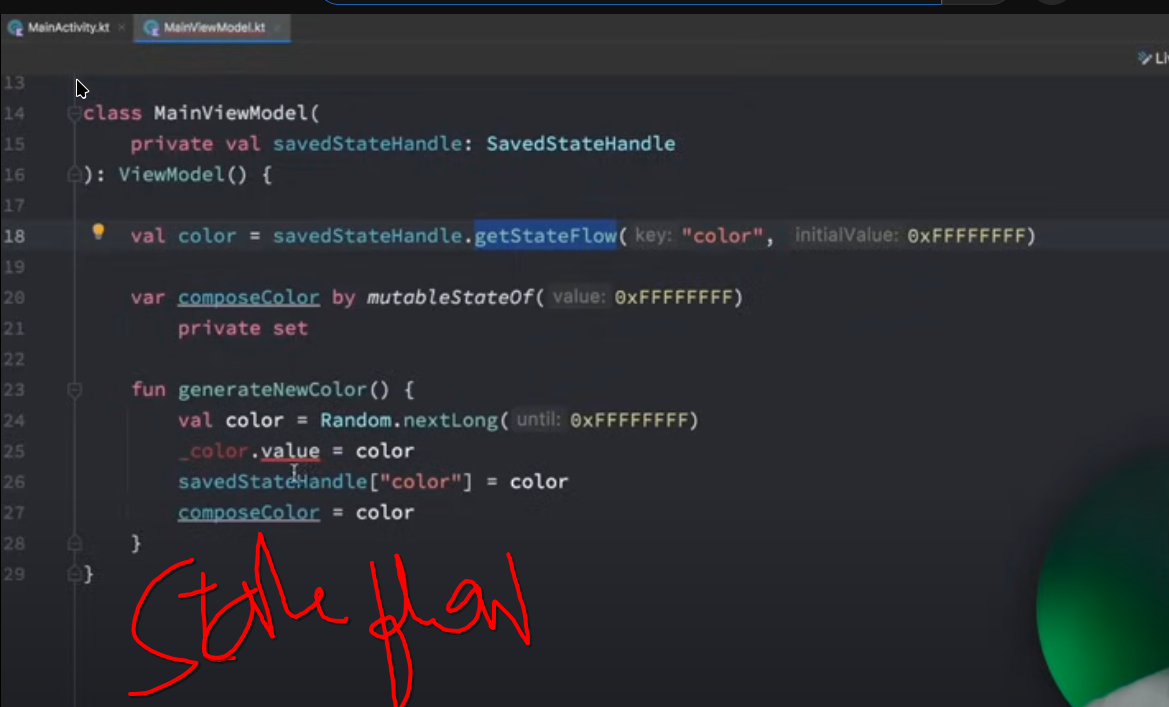 MainActivity.kt × MainViewModel.kt ×
Li
13
14 class MainViewModel(
15 private val savedStateHandle: SavedStateHandle
16 ): ViewModel() {
17
18 val color = savedStateHandle.getStateFlow( key: "color", initialValue: 0xFFFFFFFF)
19
20 var composeColor by mutableStateOf( value: 0xFFFFFFFF)
21 private set
22
23 fun generateNewColor() {
24 val color = Random.nextLong( until: 0xFFFFFFFF)
25 _color.value = color
26 savedStateHandle["color"] = color
27 composeColor = color
28 }
29 }
State flow